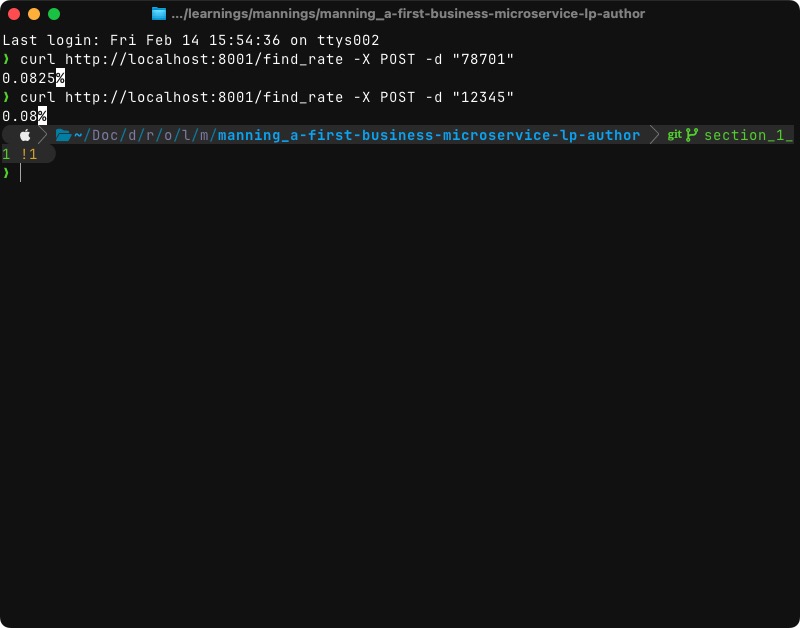 .../learnings/mannings/manning_a-first-business-microservice-lp-author
Last login: Fri Feb 14 15:54:36 on ttys002
❯ curl http://localhost:8001/find_rate -X POST -d "78701"
0.0825%
❯ curl http://localhost:8001/find_rate -X POST -d "12345"
0.08%
~/Doc/d/r/o/l/m/manning_a-first-business-microservice-lp-author git section_1_
1 !1
❯